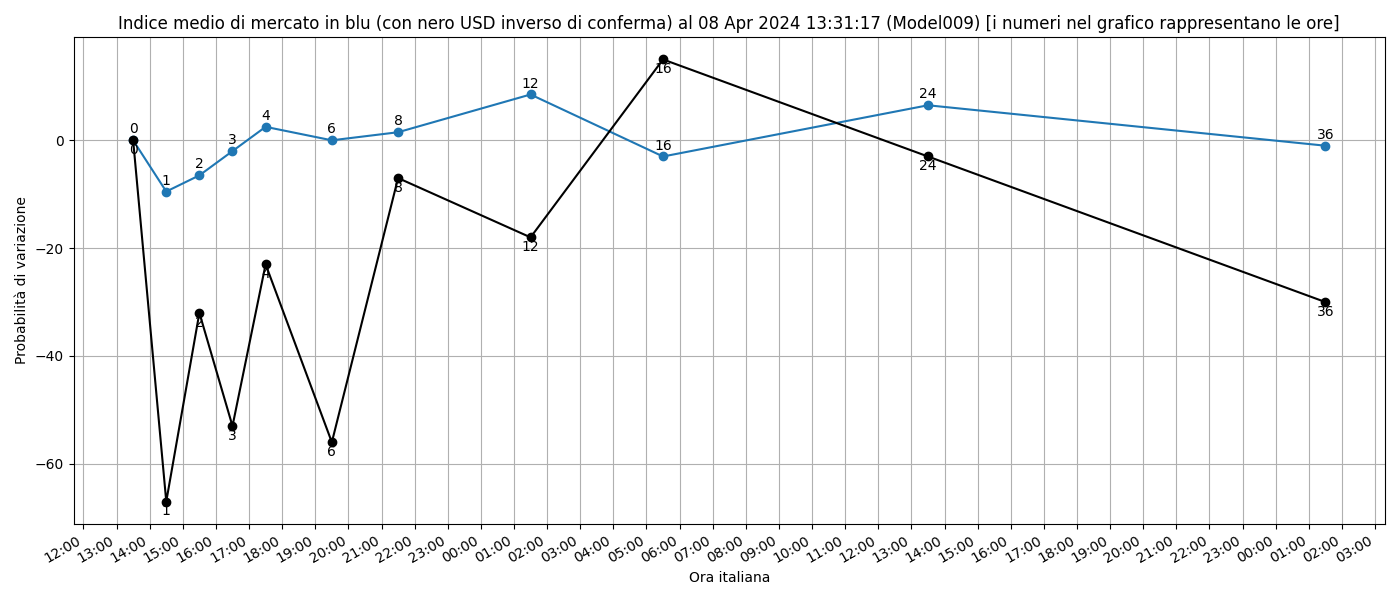 Indice medio di mercato in blu (con nero USD inverso di conferma) al 08 Apr 2024 13:31:17 (Model009) [i numeri nel grafico rappresentano le ore]
Probabilità di variazione
0
−20
−40
−60
0 1 2 3 4 6 8 12 16 24 36
0 1 2 3 4 6 8 12 16 24 36
12:00 13:00 14:00 15:00 16:00 17:00 18:00 19:00 20:00 21:00 22:00 23:00 00:00 01:00 02:00 03:00 04:00 05:00 06:00 07:00 08:00 09:00 10:00 11:00 12:00 13:00 14:00 15:00 16:00 17:00 18:00 19:00 20:00 21:00 22:00 23:00 00:00 01:00 02:00 03:00
Ora italiana